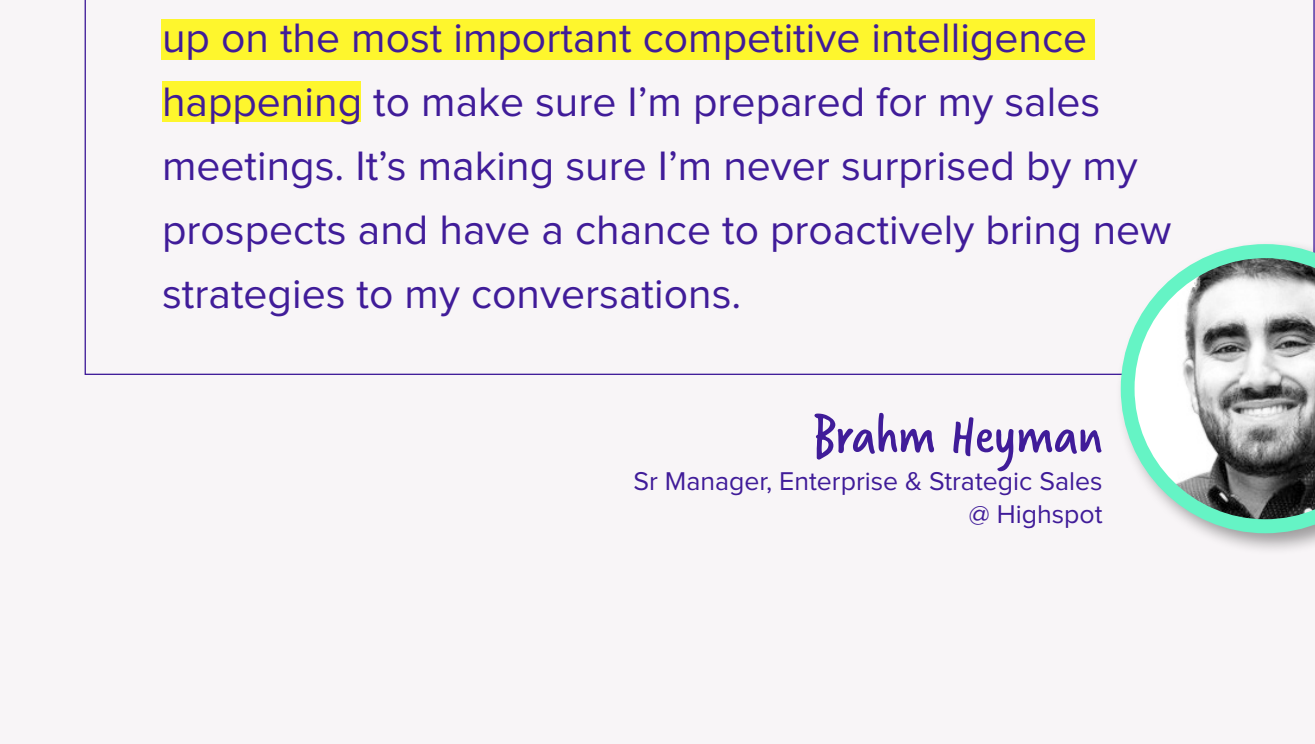 up on the most important competitive intelligence
happening to make sure I’m prepared for my sales
meetings. It’s making sure I’m never surprised by my
prospects and have a chance to proactively bring new
strategies to my conversations.
Brahm Heyman
Sr Manager, Enterprise & Strategic Sales
@ Highspot